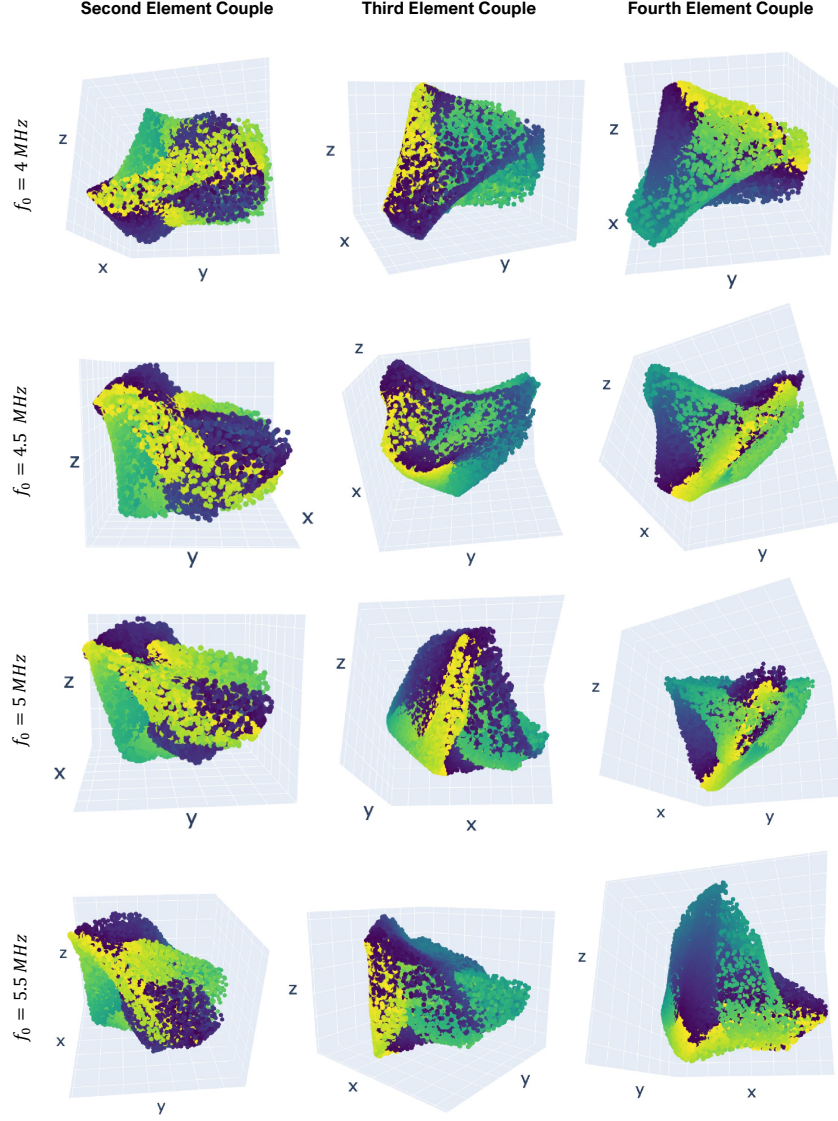 Second Element Couple Third Element Couple Fourth Element Couple
f₀ = 4 MHz
z x y
z x y
z x y
f₀ = 4.5 MHz
z y x
z x y
z x y
f₀ = 5 MHz
z x y
z y x
z x y
f₀ = 5.5 MHz
z x y
z x y
z y x